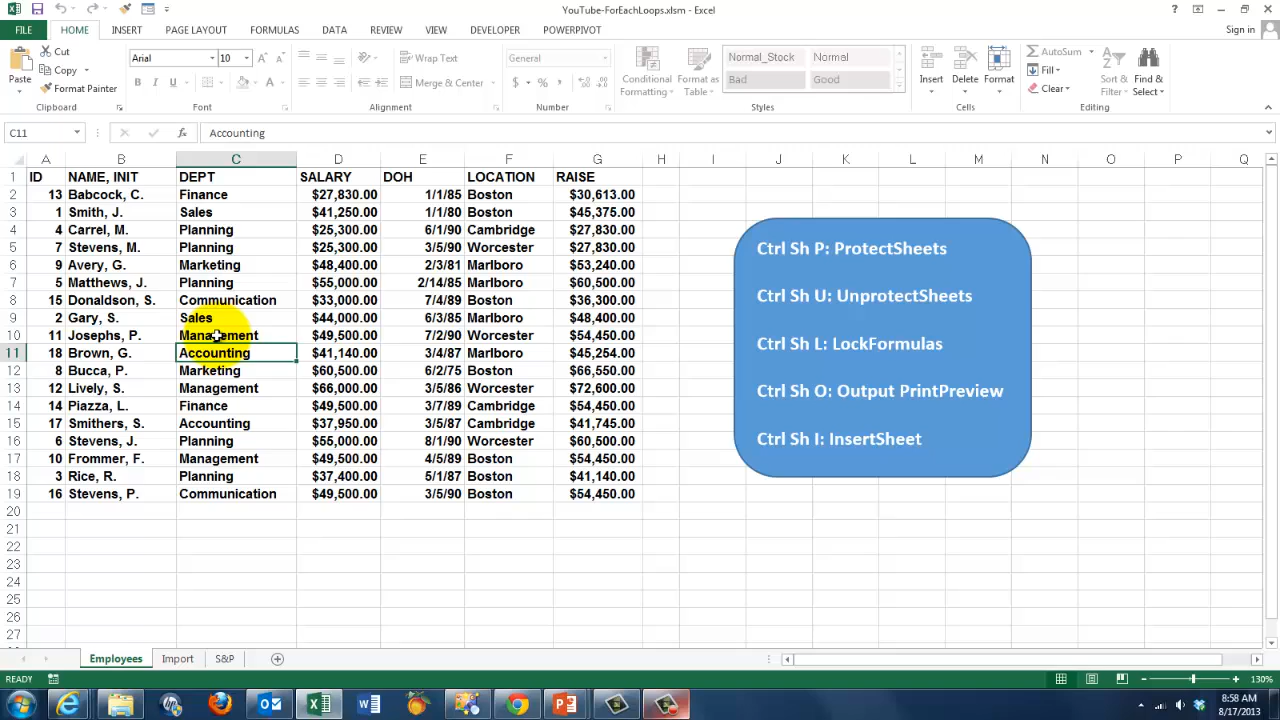 YouTube-ForEachLoops.xlsm - Excel
FILE HOME INSERT PAGE LAYOUT FORMULAS DATA REVIEW VIEW DEVELOPER POWERPIVOT Sign in
Paste Cut Copy Format Painter
Arial 10 B I U A
Wrap Text Merge & Center
General $ % ,
Conditional Formatting Format as Table
Normal_Stock Normal
Bad Good
Insert Delete Format
AutoSum Fill Clear
Sort & Filter Find & Select
Clipboard Font Alignment Number Styles Cells Editing
C11 fx Accounting
A B C D E F G H I J K L M N O P Q
1 ID NAME, INIT DEPT SALARY DOH LOCATION RAISE
2 13 Babcock, C. Finance $27,830.00 1/1/85 Boston $30,613.00
3 1 Smith, J. Sales $41,250.00 1/1/80 Boston $45,375.00
4 4 Carrel, M. Planning $25,300.00 6/1/90 Cambridge $27,830.00
5 7 Stevens, M. Planning $25,300.00 3/5/90 Worcester $27,830.00
6 9 Avery, G. Marketing $48,400.00 2/3/81 Marlboro $53,240.00
7 5 Matthews, J. Planning $55,000.00 2/14/85 Marlboro $60,500.00
8 15 Donaldson, S. Communication $33,000.00 7/4/89 Boston $36,300.00
9 2 Gary, S. Sales $44,000.00 6/3/85 Marlboro $48,400.00
10 11 Josephs, P. Management $49,500.00 7/2/90 Worcester $54,450.00
11 18 Brown, G. Accounting $41,140.00 3/4/87 Marlboro $45,254.00
12 8 Bucca, P. Marketing $60,500.00 6/2/75 Boston $66,550.00
13 12 Lively, S. Management $66,000.00 3/5/86 Worcester $72,600.00
14 14 Piazza, L. Finance $49,500.00 3/7/89 Cambridge $54,450.00
15 17 Smithers, S. Accounting $37,950.00 3/5/87 Cambridge $41,745.00
16 6 Stevens, J. Planning $55,000.00 8/1/90 Worcester $60,500.00
17 10 Frommer, F. Management $49,500.00 4/5/89 Boston $54,450.00
18 3 Rice, R. Planning $37,400.00 5/1/87 Boston $41,140.00
19 16 Stevens, P. Communication $49,500.00 3/5/90 Boston $54,450.00
20
21
22
23
24
25
26
27
Ctrl Sh P: ProtectSheets
Ctrl Sh U: UnprotectSheets
Ctrl Sh L: LockFormulas
Ctrl Sh O: Output PrintPreview
Ctrl Sh I: InsertSheet
Employees Import S&P
READY 130%
8:58 AM
8/17/2013